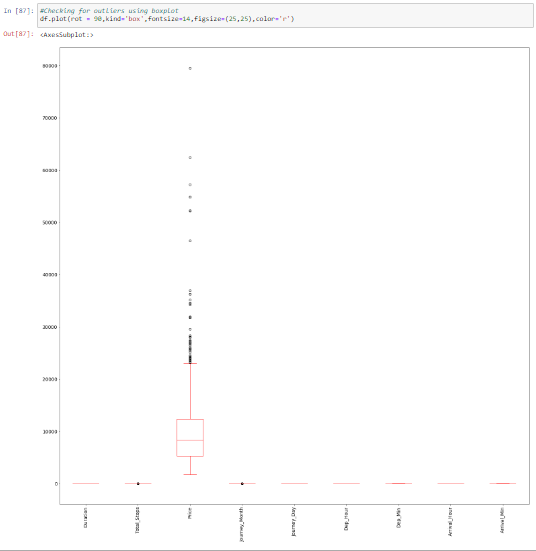 In [87]: #Checking for outliers using boxplot
df.plot(rot = 90,kind='box',fontsize=14,figsize=(25,25),color='r')
Out[87]: <AxesSubplot:>
80000
70000
60000
50000
40000
30000
20000
10000
0
Duration
Total_Stops
Price
Journey_Month
Journey_Day
Dep_Hour
Dep_Min
Arrival_Hour
Arrival_Min